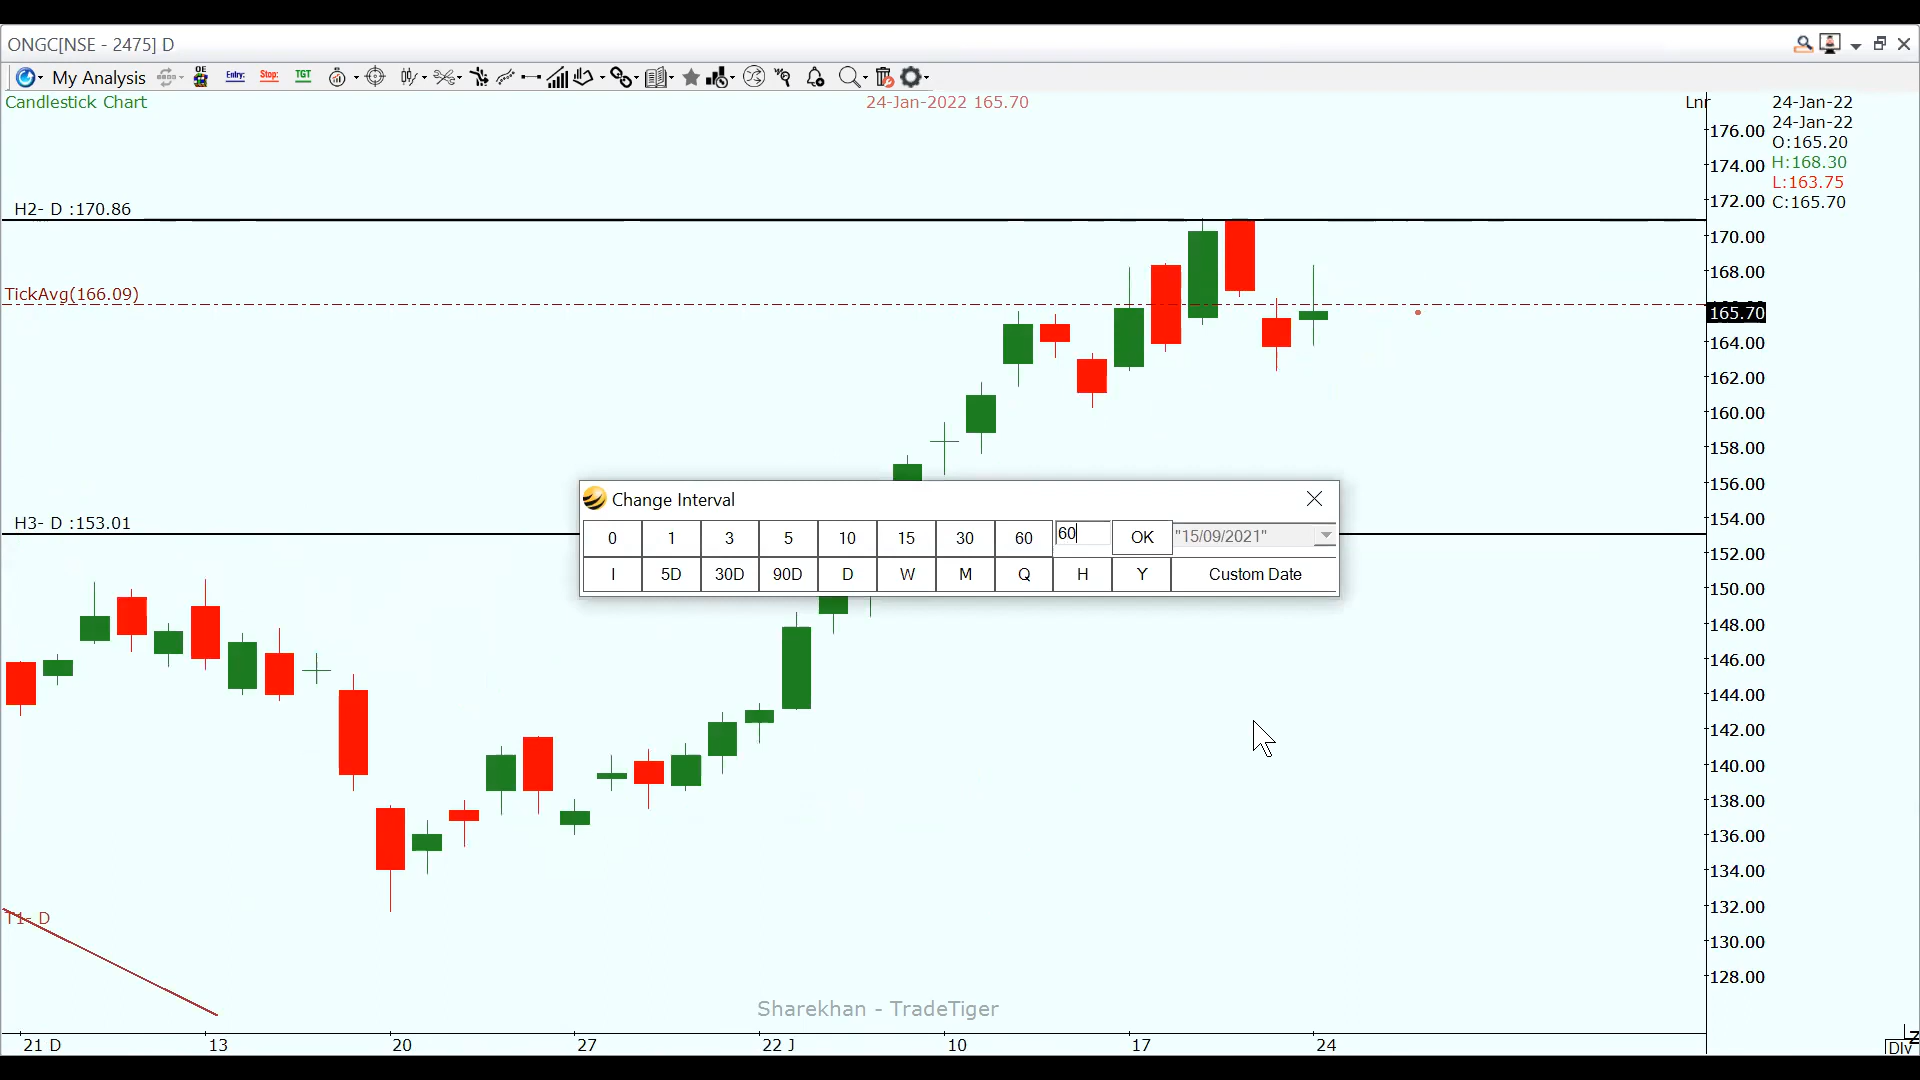 ONGC[NSE - 2475] D
My Analysis
OE
Entry:
Stop:
TGT
Candlestick Chart
24-Jan-2022 165.70
Lnr
24-Jan-22
24-Jan-22
O:165.20
H:168.30
L:163.75
C:165.70
176.00
174.00
172.00
170.00
168.00
165.70
164.00
162.00
160.00
158.00
156.00
154.00
152.00
150.00
148.00
146.00
144.00
142.00
140.00
138.00
136.00
134.00
132.00
130.00
128.00
H2- D :170.86
TickAvg(166.09)
H3- D :153.01
Change Interval
0 1 3 5 10 15 30 60 60 OK "15/09/2021"
I 5D 30D 90D D W M Q H Y Custom Date
T1- D
Sharekhan - TradeTiger
21 D 13 20 27 22 J 10 17 24